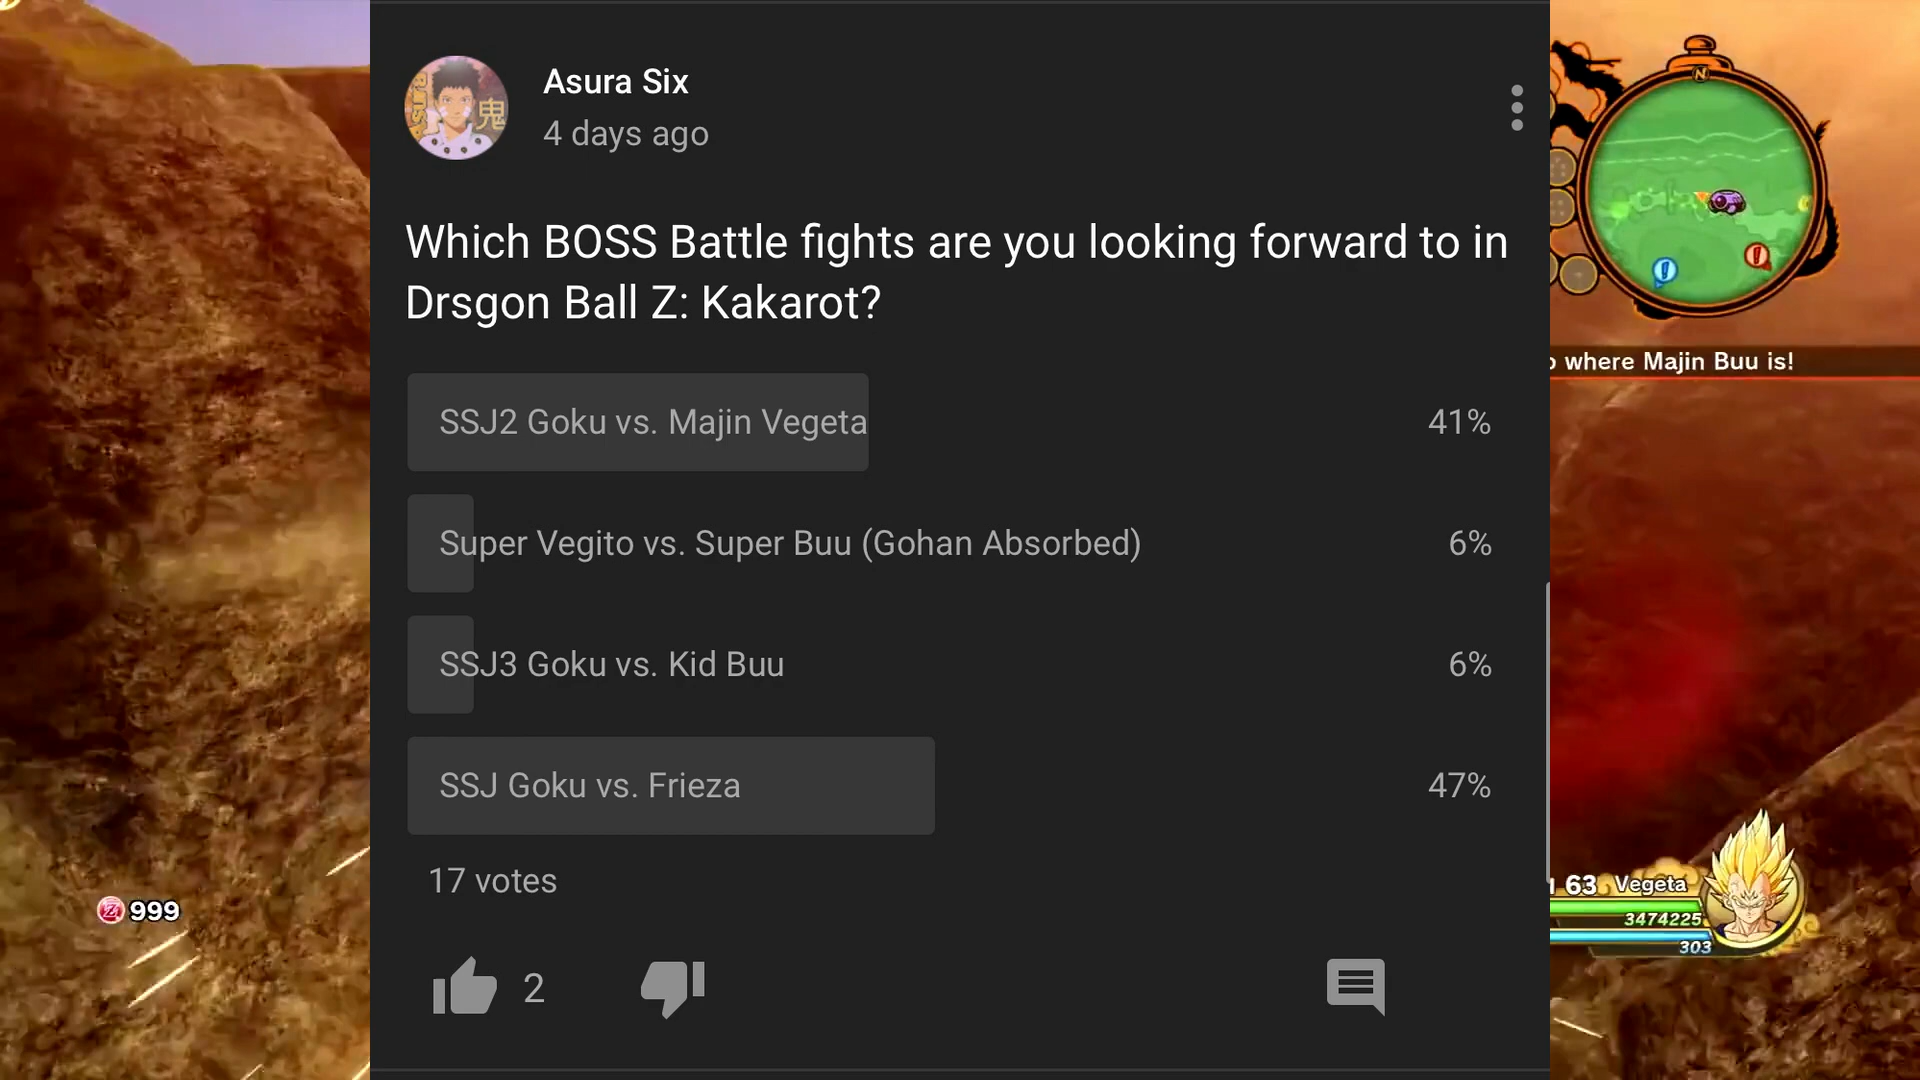 Asura Six
4 days ago
鬼
Which BOSS Battle fights are you looking forward to in
Drsgon Ball Z: Kakarot?
SSJ2 Goku vs. Majin Vegeta 41%
Super Vegito vs. Super Buu (Gohan Absorbed) 6%
SSJ3 Goku vs. Kid Buu 6%
SSJ Goku vs. Frieza 47%
17 votes
2
N
where Majin Buu is!
Z 999
63 Vegeta
3474225
303